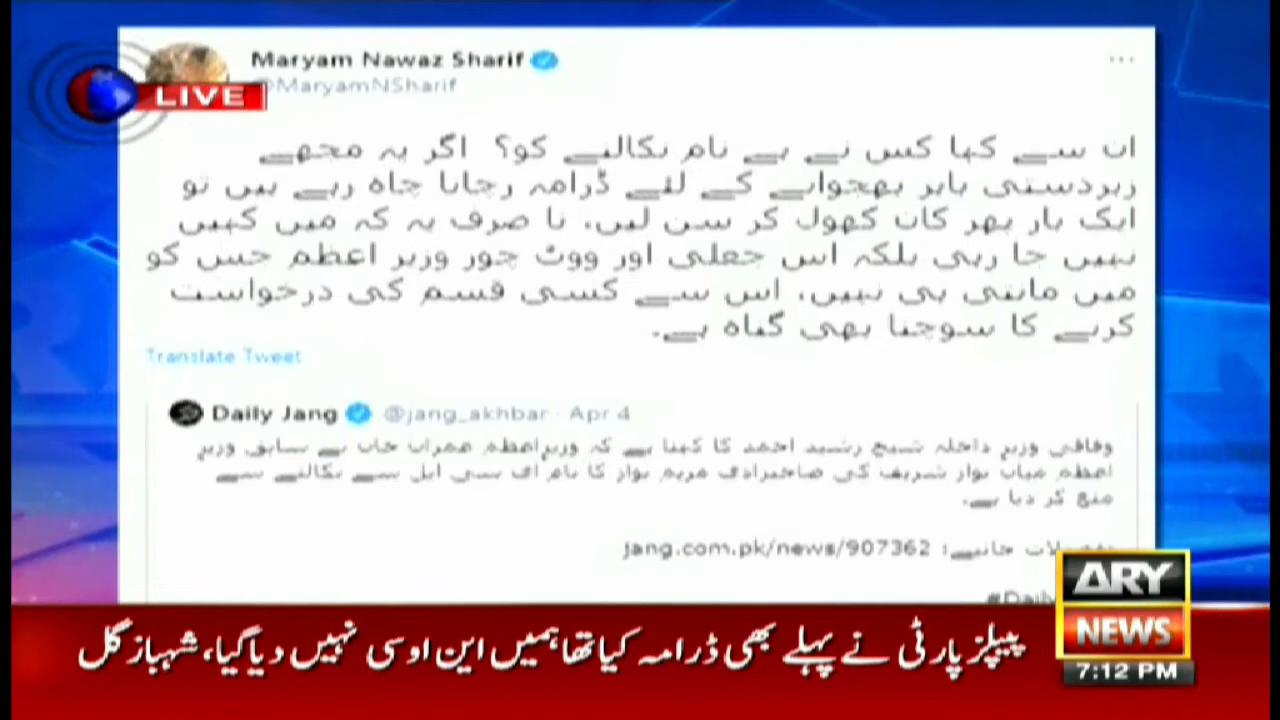 Maryam Nawaz Sharif
@MaryamNSharif
LIVE
ان سے کہا کس نے ہے نام نکالنے کو؟ اگر یہ مجھے
زبردستی باہر بھجوانے کے لئے ڈرامہ رچانا چاہ رہے ہیں تو
ایک بار پھر کان کھول کر سن لیں، نا صرف یہ کہ میں کہیں
نہیں جا رہی بلکہ اس جعلی اور ووٹ چور وزیر اعظم جس کو
میں مانتی ہی نہیں، اس سے کسی قسم کی درخواست
کرنے کا سوچنا بھی گناہ ہے۔
Translate Tweet
Daily Jang @jang_akhbar · Apr 4
وفاقی وزیر داخلہ شیخ رشید احمد کا کہنا ہے کہ وزیراعظم عمران خان نے سابق وزیر
اعظم میاں نواز شریف کی صاحبزادی مریم نواز کا نام ای سی ایل سے نکالنے سے
منع کر دیا ہے۔
جانیے: jang.com.pk/news/907362
#Daily
ARY
NEWS
7:12 PM
پیپلز پارٹی نے پہلے بھی ڈرامہ کیا تھا ہمیں این او سی نہیں دیا گیا، شہباز گل